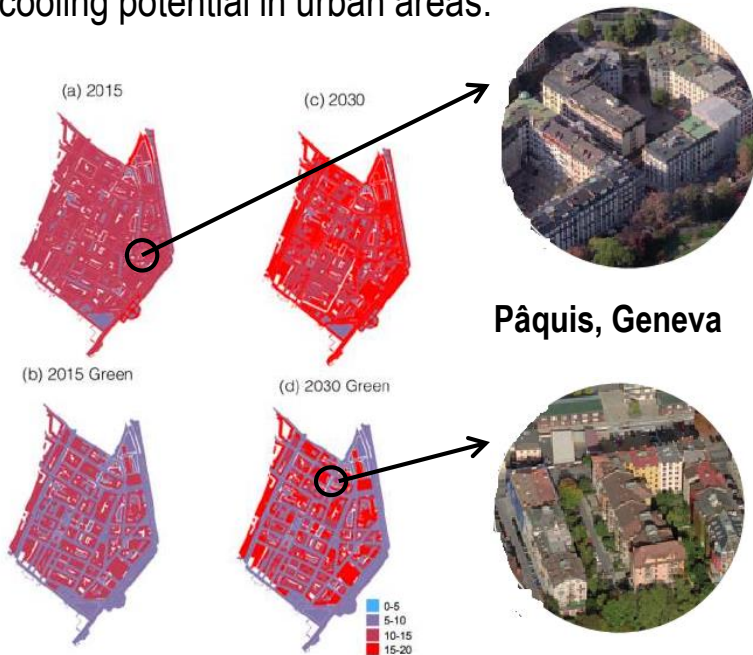 cooling potential in urban areas.
(a) 2015
(c) 2030
Pâquis, Geneva
(b) 2015 Green
(d) 2030 Green
0-5
5-10
10-15
15-20